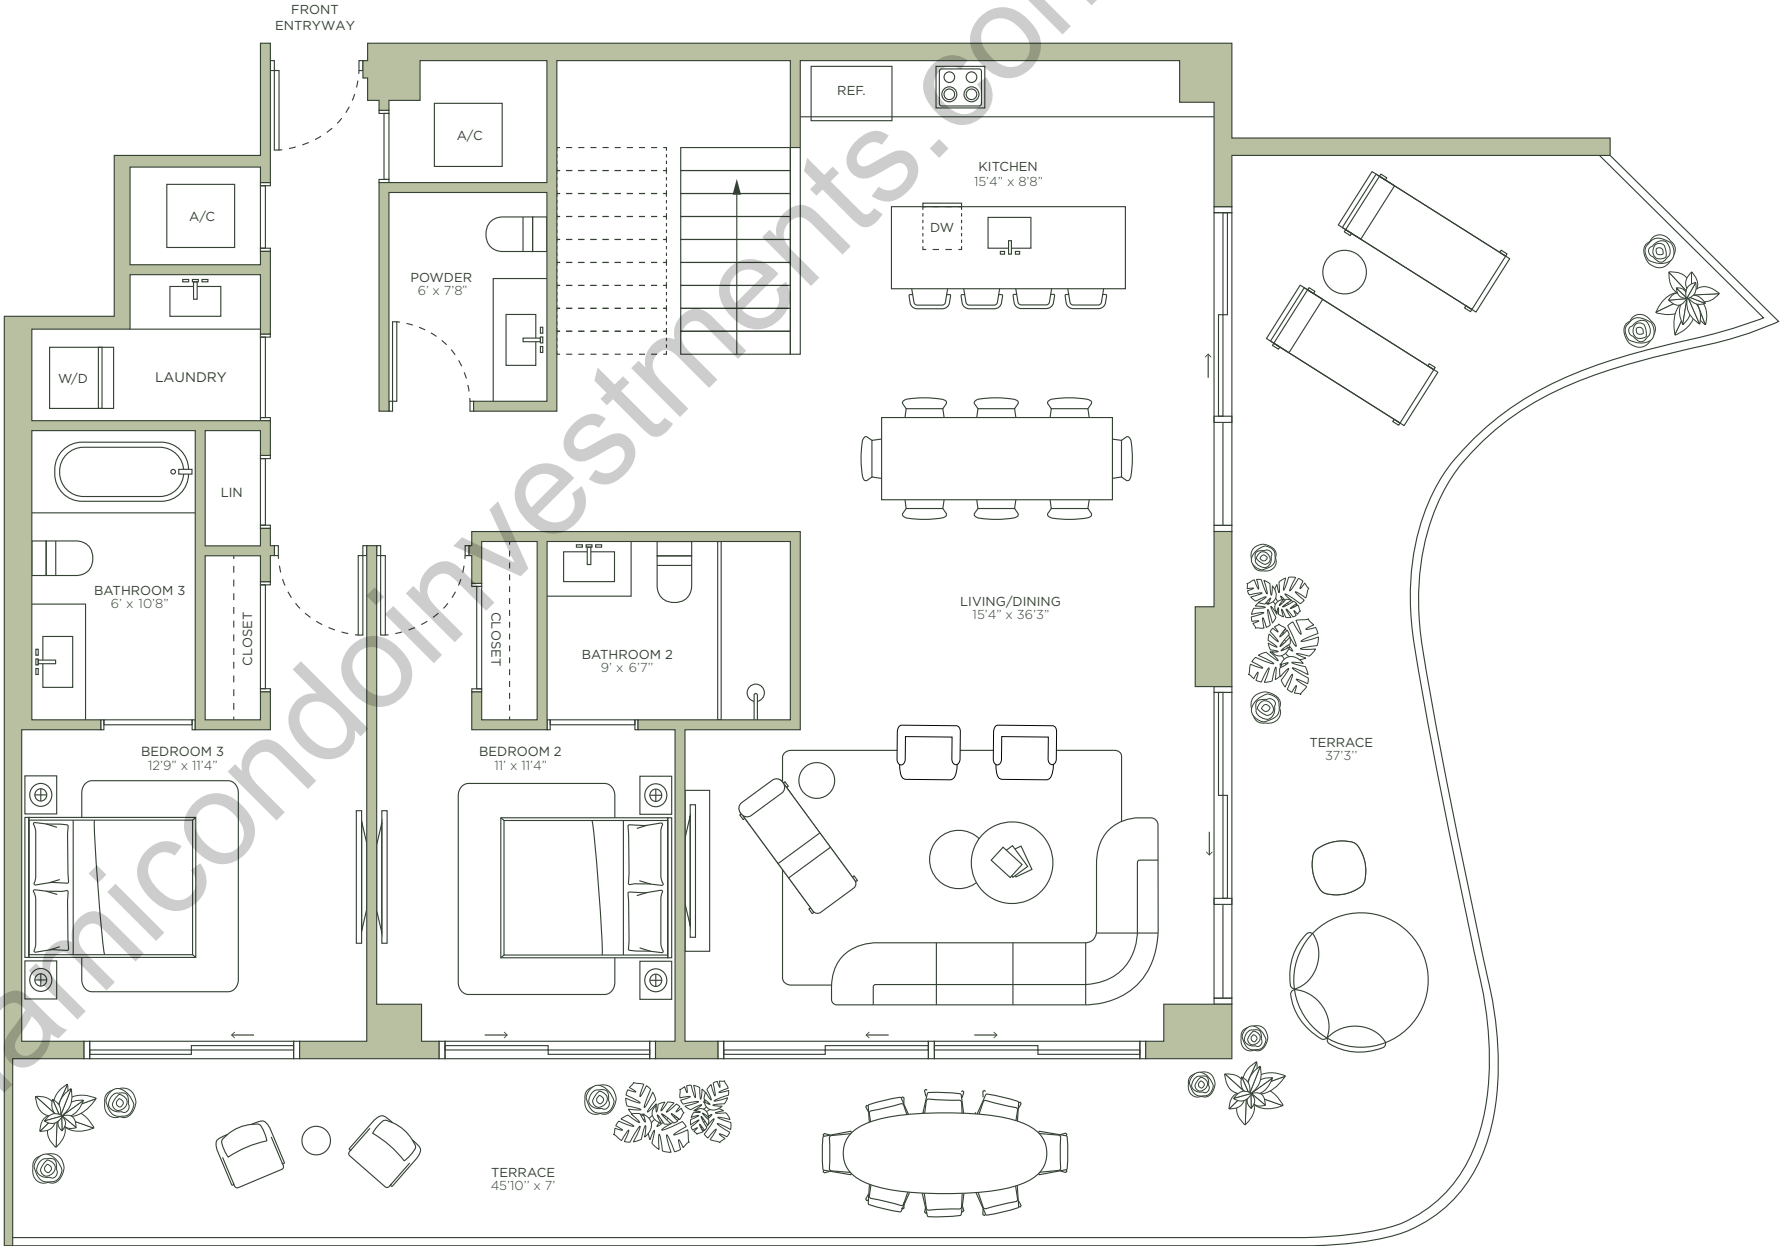 FRONT
ENTRYWAY
A/C
REF.
A/C
KITCHEN
15'4" x 8'8"
DW
POWDER
6' x 7'8"
W/D
LAUNDRY
LIN
BATHROOM 3
6' x 10'8"
CLOSET
CLOSET
BATHROOM 2
9' x 6'7"
LIVING/DINING
15'4" x 36'3"
BEDROOM 3
12'9" x 11'4"
BEDROOM 2
11' x 11'4"
TERRACE
37'3"
TERRACE
45'10" x 7'
amicondoinvestments.com